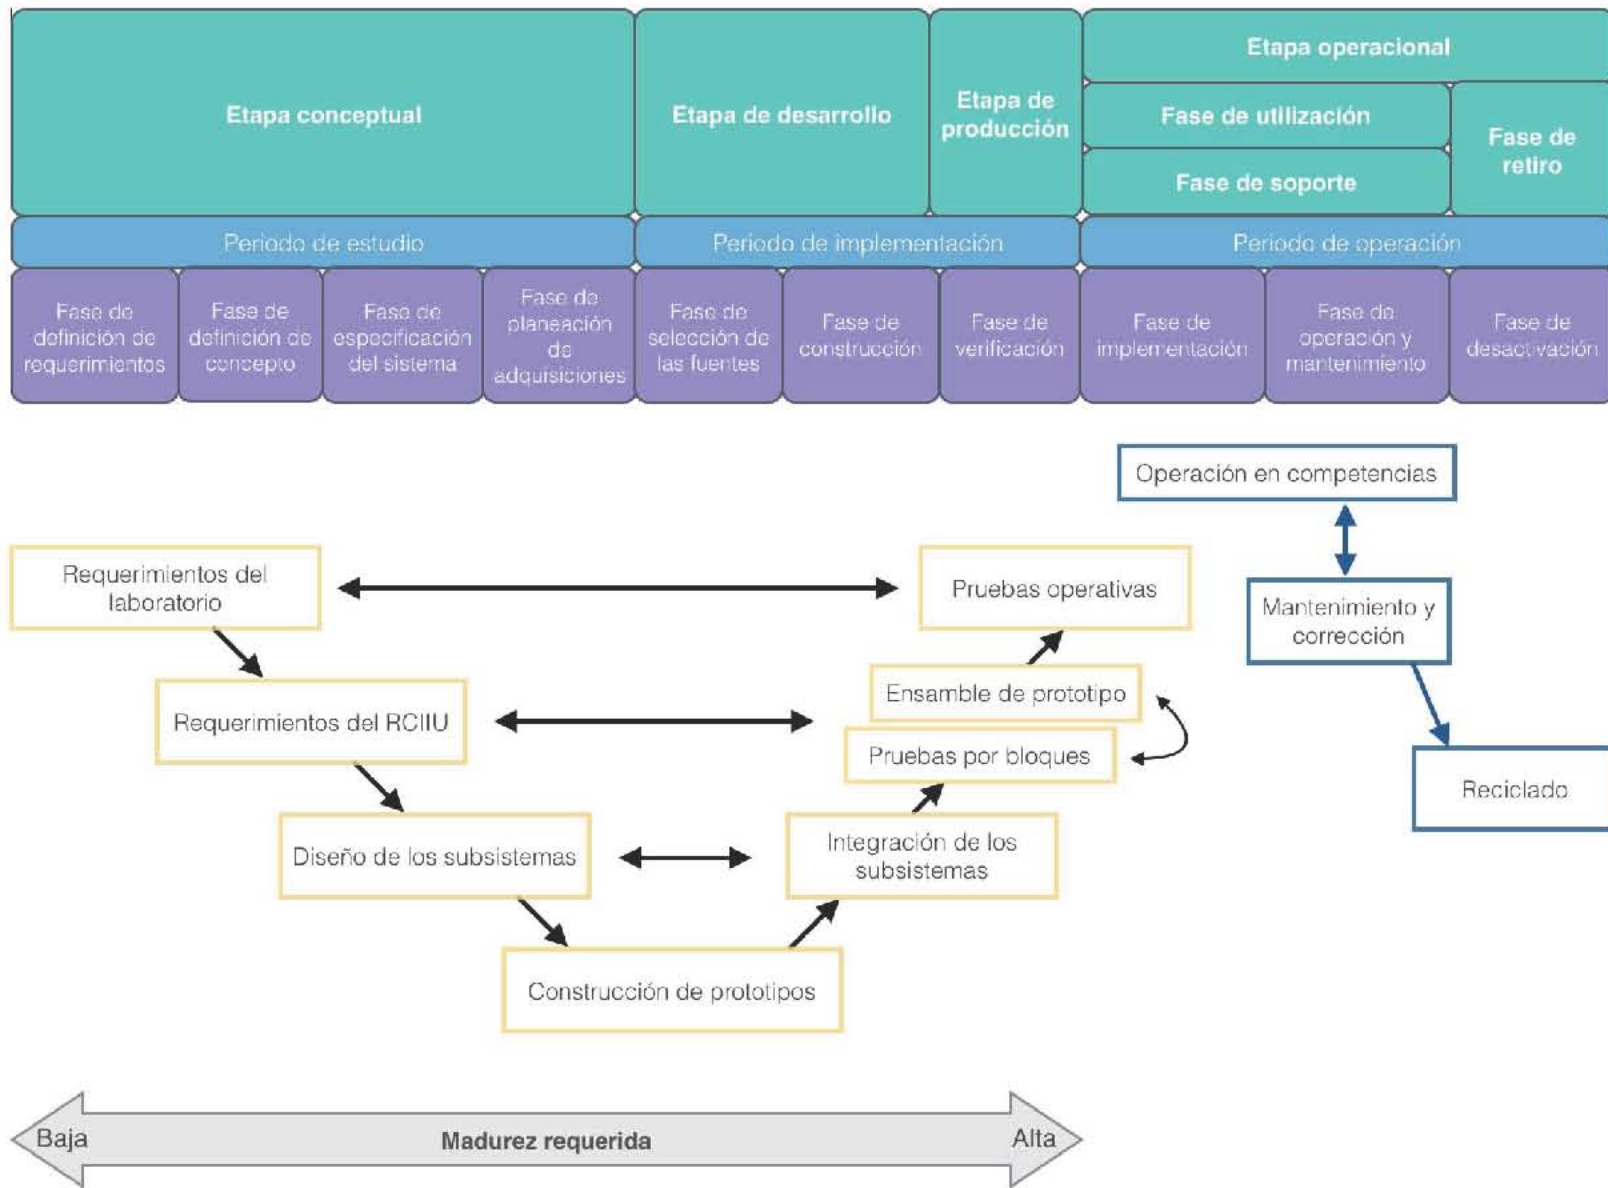 Etapa conceptual
Etapa de desarrollo
Etapa de
producción
Etapa operacional
Fase de utilización
Fase de soporte
Fase de
retiro
Periodo de estudio
Periodo de implementación
Periodo de operación
Fase de
definición de
requerimientos
Fase de
definición de
concepto
Fase de
especificación
del sistema
Fase de
planeación
de
adquisiciones
Fase de
selección de
las fuentes
Fase de
construcción
Fase de
verificación
Fase de
implementación
Fase de
operación y
mantenimiento
Fase de
desactivación
Operación en competencias
Requerimientos del
laboratorio
Pruebas operativas
Mantenimiento y
corrección
Requerimientos del RCIIU
Ensamble de prototipo
Pruebas por bloques
Reciclado
Diseño de los subsistemas
Integración de los
subsistemas
Construcción de prototipos
Baja
Madurez requerida
Alta